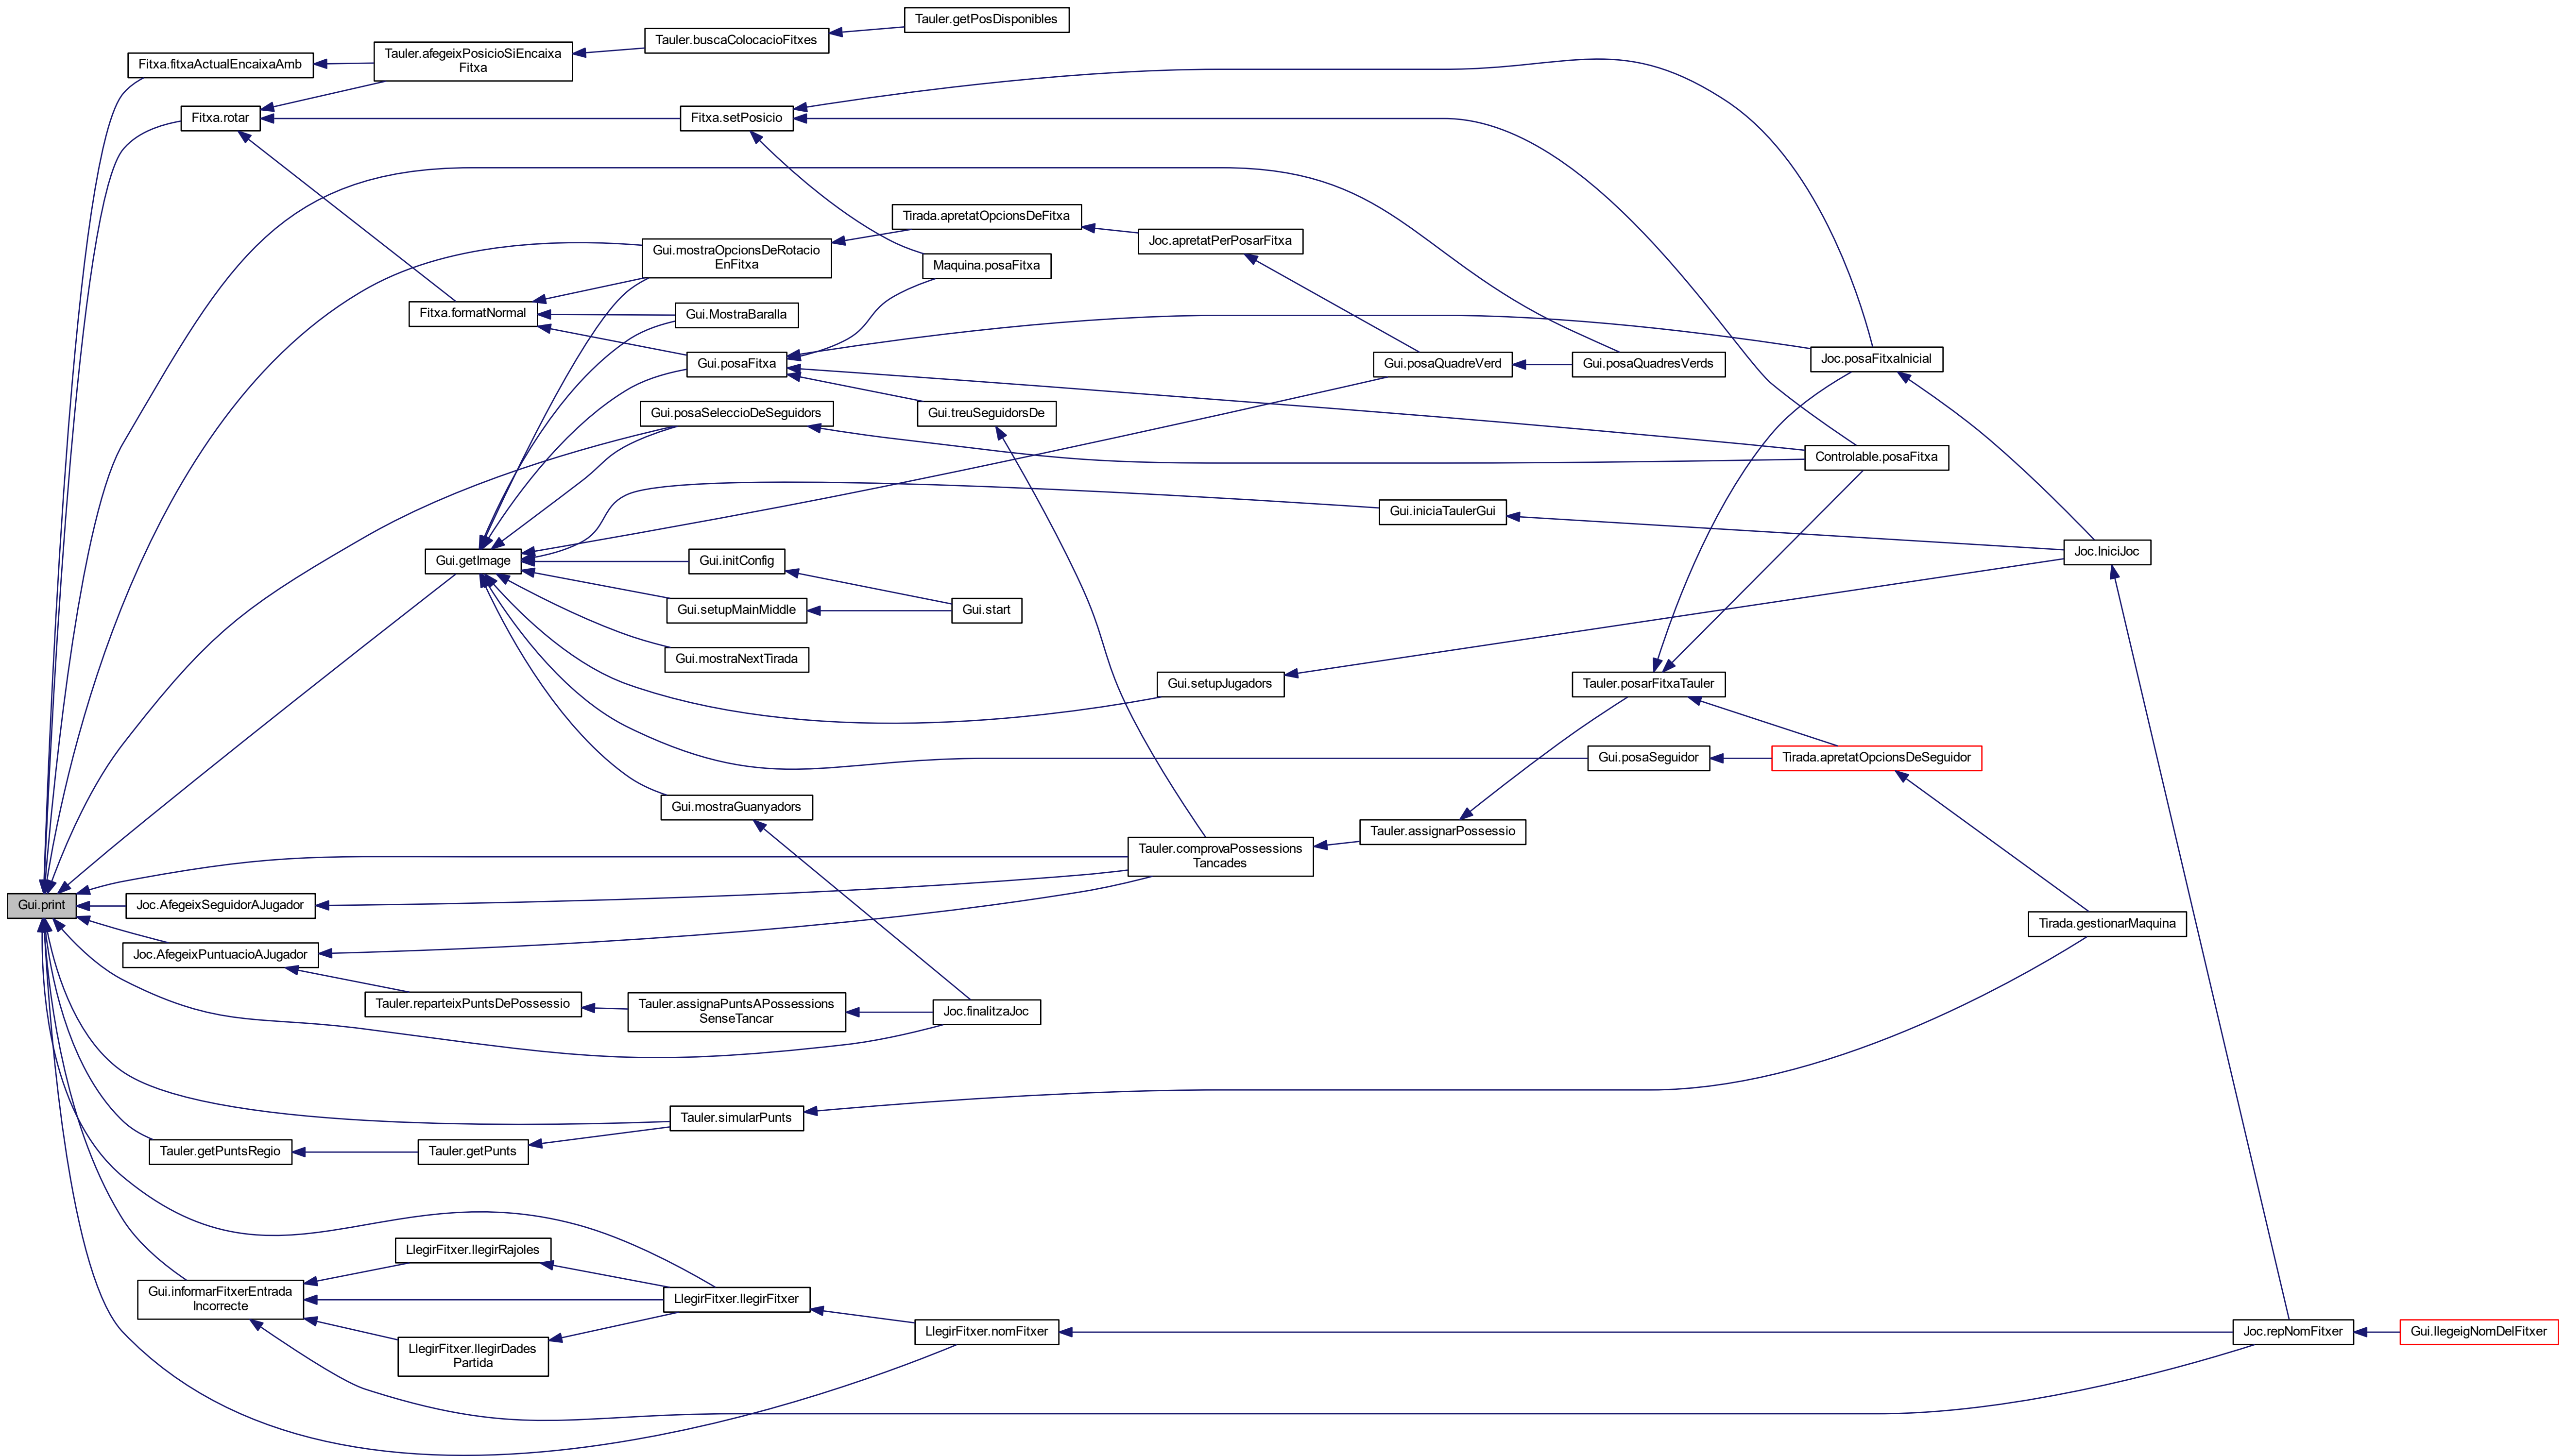 Tauler.getPosDisponibles
Tauler.buscaColocacioFitxes
Tauler.afegeixPosicioSiEncaixa
Fitxa
Fitxa.fitxaActualEncaixaAmb
Fitxa.rotar
Fitxa.setPosicio
Tirada.apretatOpcionsDeFitxa
Joc.apretatPerPosarFitxa
Gui.mostraOpcionsDeRotacio
EnFitxa
Maquina.posaFitxa
Fitxa.formatNormal
Gui.MostraBaralla
Gui.posaFitxa
Gui.posaQuadreVerd
Gui.posaQuadresVerds
Joc.posaFitxaInicial
Gui.posaSeleccioDeSeguidors
Gui.treuSeguidorsDe
Controlable.posaFitxa
Gui.iniciaTaulerGui
Gui.getImage
Gui.initConfig
Joc.IniciJoc
Gui.setupMainMiddle
Gui.start
Gui.mostraNextTirada
Gui.setupJugadors
Tauler.posarFitxaTauler
Gui.posaSeguidor
Tirada.apretatOpcionsDeSeguidor
Gui.mostraGuanyadors
Tauler.assignarPossessio
Tauler.comprovaPossessions
Tancades
Gui.print
Joc.AfegeixSeguidorAJugador
Tirada.gestionarMaquina
Joc.AfegeixPuntuacioAJugador
Tauler.reparteixPuntsDePossessio
Tauler.assignaPuntsAPossessions
SenseTancar
Joc.finalitzaJoc
Tauler.simularPunts
Tauler.getPuntsRegio
Tauler.getPunts
LlegirFitxer.llegirRajoles
Gui.informarFitxerEntrada
Incorrecte
LlegirFitxer.llegirFitxer
LlegirFitxer.nomFitxer
Joc.repNomFitxer
Gui.llegeigNomDelFitxer
LlegirFitxer.llegirDades
Partida